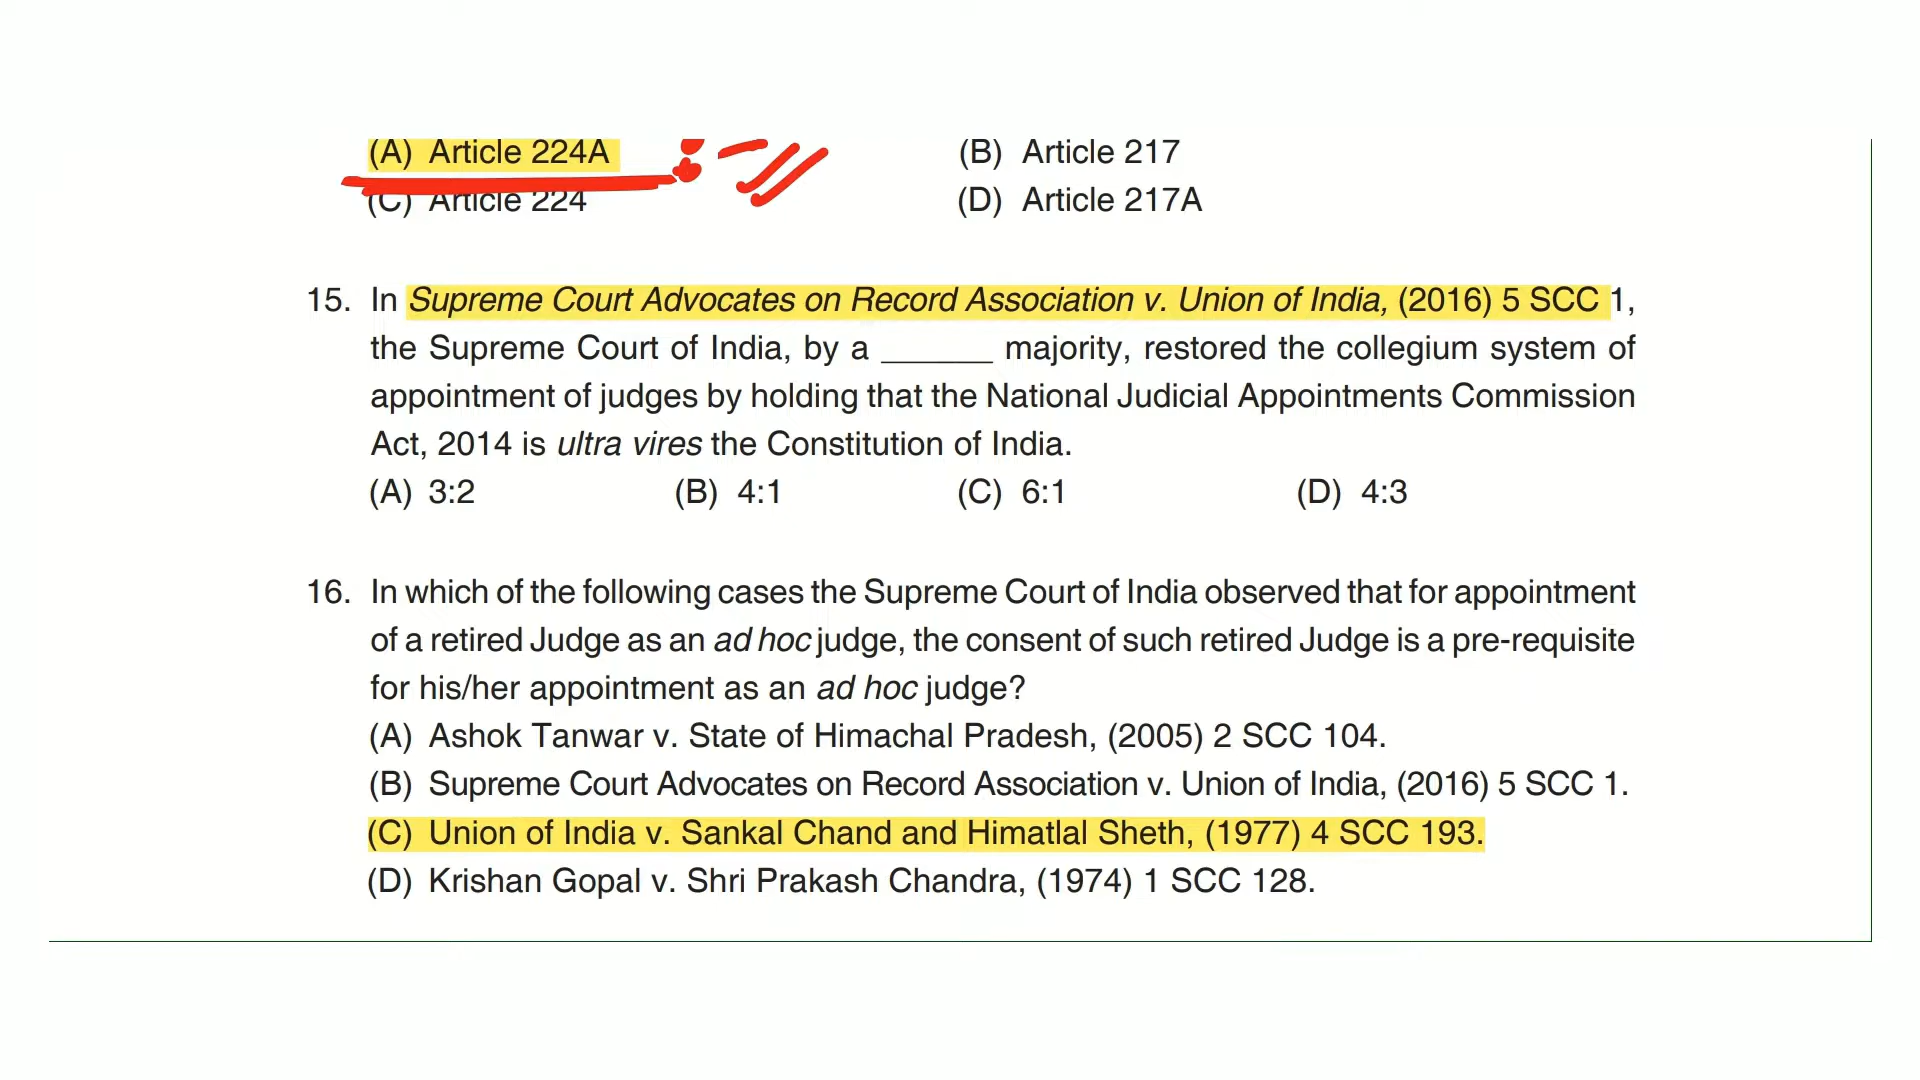 (A) Article 224A (B) Article 217
(C) Article 224 (D) Article 217A
15. In Supreme Court Advocates on Record Association v. Union of India, (2016) 5 SCC 1,
the Supreme Court of India, by a ______ majority, restored the collegium system of
appointment of judges by holding that the National Judicial Appointments Commission
Act, 2014 is ultra vires the Constitution of India.
(A) 3:2 (B) 4:1 (C) 6:1 (D) 4:3
16. In which of the following cases the Supreme Court of India observed that for appointment
of a retired Judge as an ad hoc judge, the consent of such retired Judge is a pre-requisite
for his/her appointment as an ad hoc judge?
(A) Ashok Tanwar v. State of Himachal Pradesh, (2005) 2 SCC 104.
(B) Supreme Court Advocates on Record Association v. Union of India, (2016) 5 SCC 1.
(C) Union of India v. Sankal Chand and Himatlal Sheth, (1977) 4 SCC 193.
(D) Krishan Gopal v. Shri Prakash Chandra, (1974) 1 SCC 128.